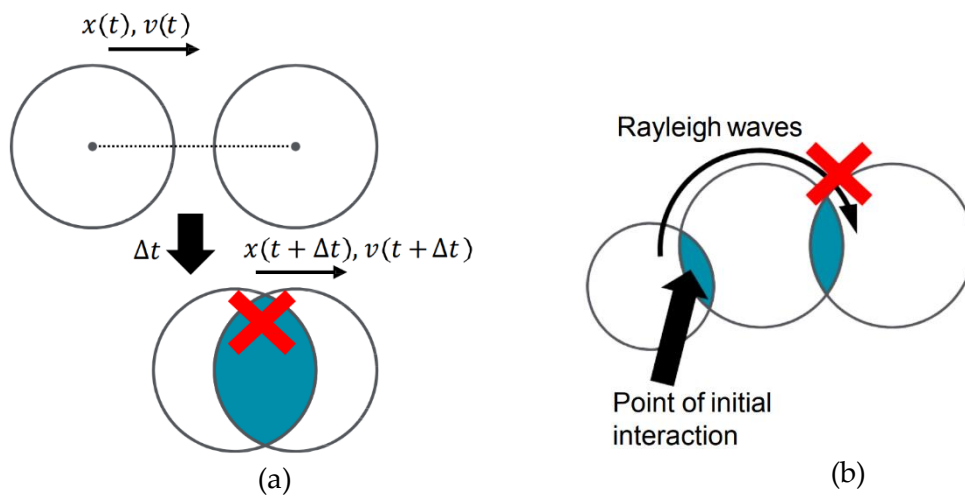 x(t), v(t)
Δt
x(t + Δt), v(t + Δt)
(a)
Rayleigh waves
Point of initial
interaction
(b)